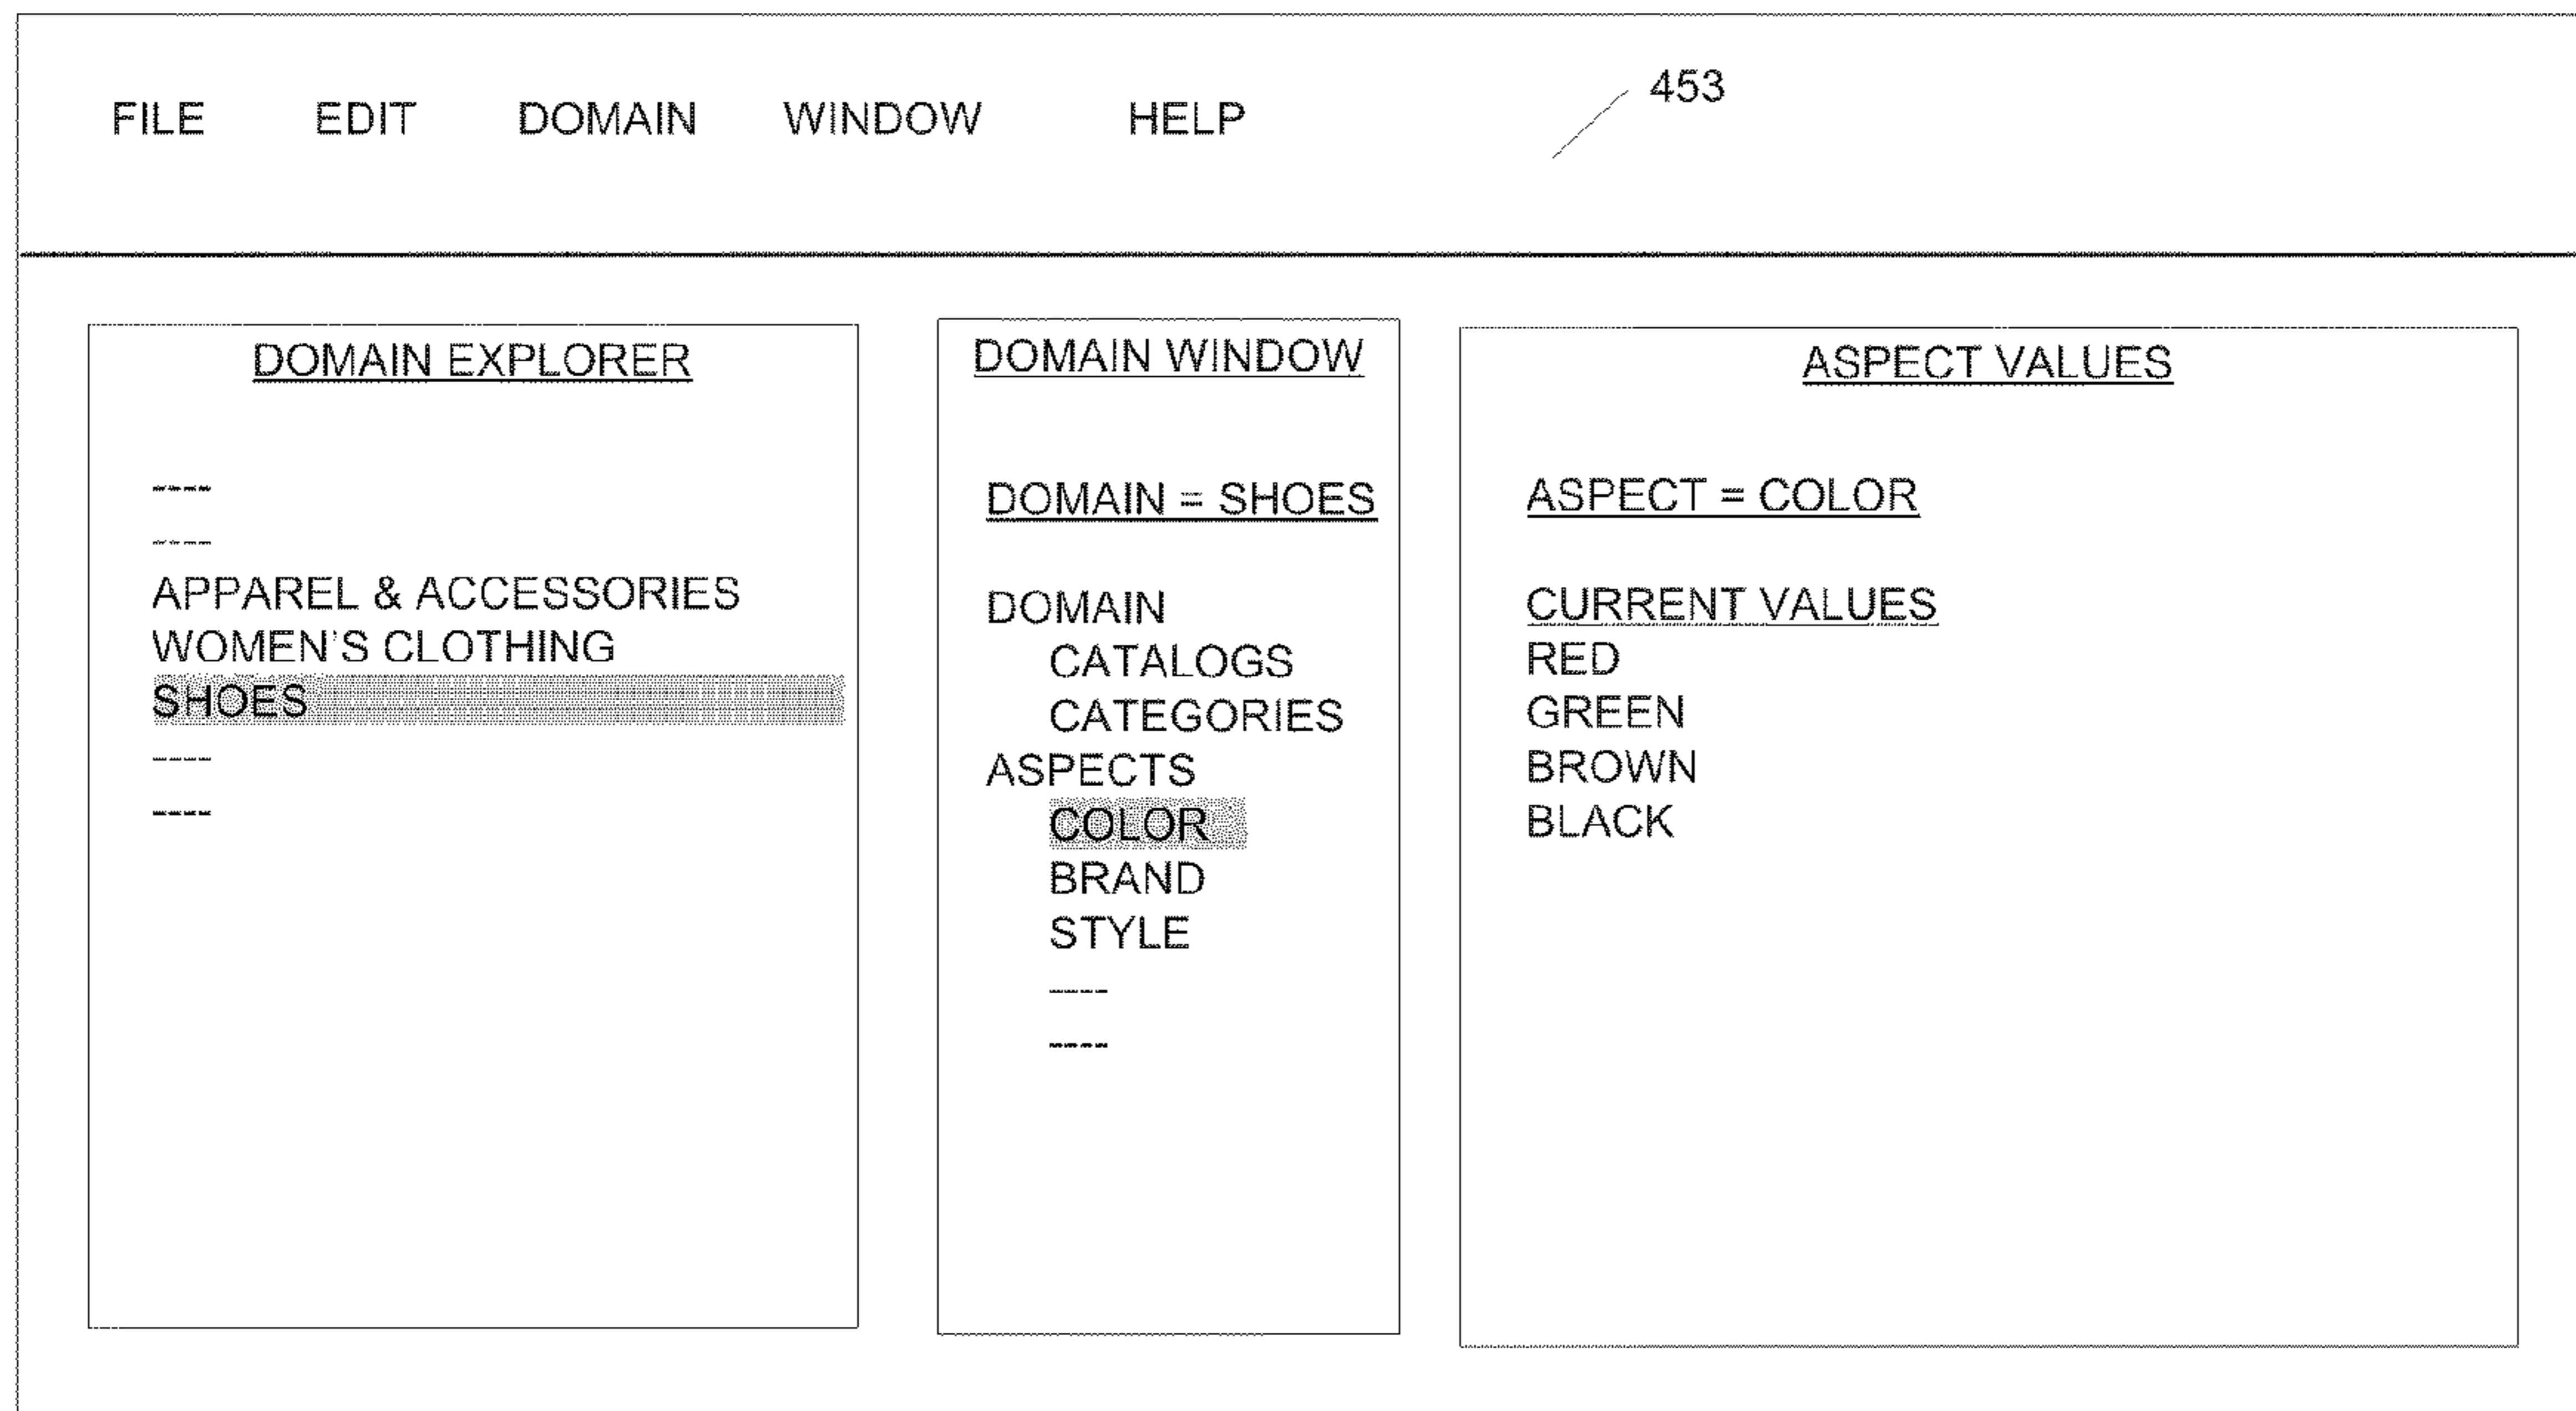 FILE EDIT DOMAIN WINDOW HELP
453
DOMAIN EXPLORER
----
----
APPAREL & ACCESSORIES
WOMEN'S CLOTHING
SHOES
----
----
DOMAIN WINDOW
DOMAIN = SHOES
DOMAIN
CATALOGS
CATEGORIES
ASPECTS
COLOR
BRAND
STYLE
----
----
ASPECT VALUES
ASPECT = COLOR
CURRENT VALUES
RED
GREEN
BROWN
BLACK